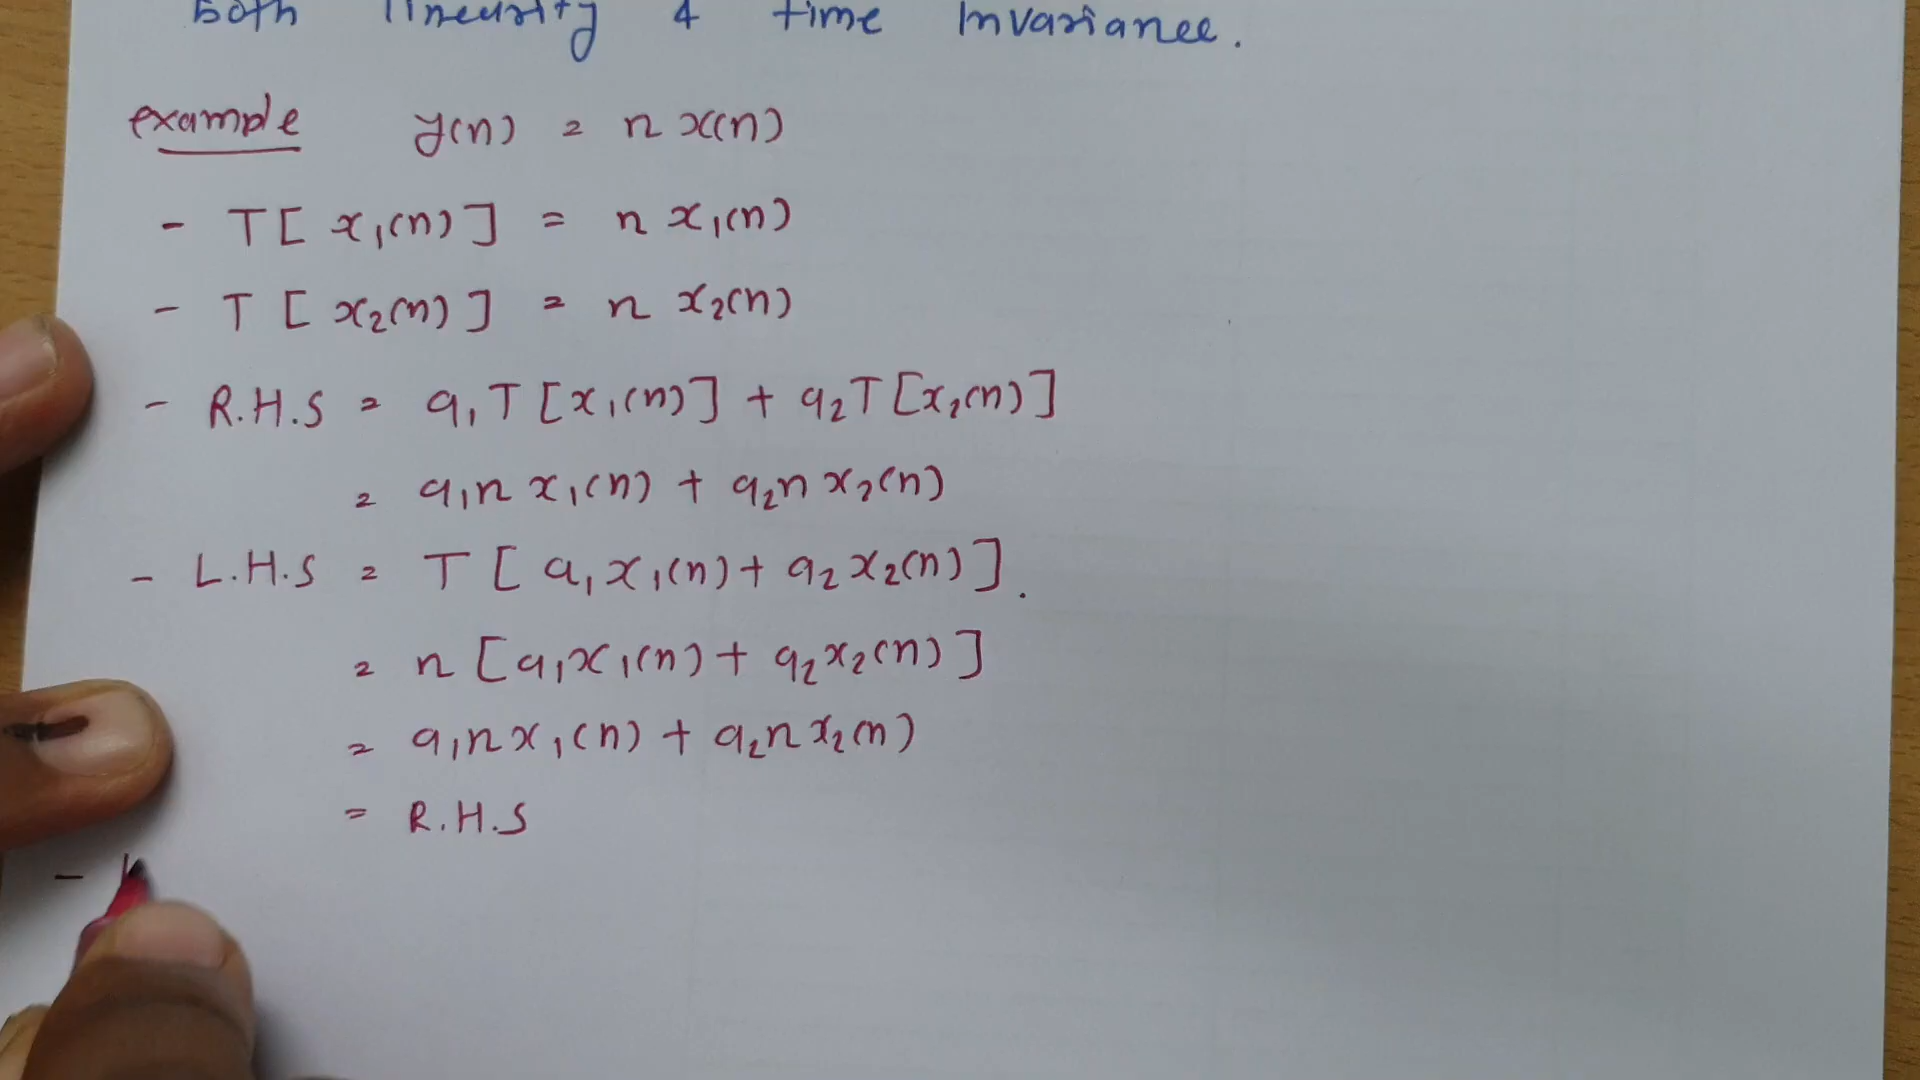 both linearity & time Invariance.
example y(n) = n x(n)
- T[x₁(n)] = n x₁(n)
- T[x₂(n)] = n x₂(n)
- R.H.S = a₁T[x₁(n)] + a₂T[x₂(n)]
= a₁n x₁(n) + a₂n x₂(n)
- L.H.S = T[a₁x₁(n) + a₂x₂(n)].
= n[a₁x₁(n) + a₂x₂(n)]
= a₁n x₁(n) + a₂n x₂(n)
= R.H.S
-